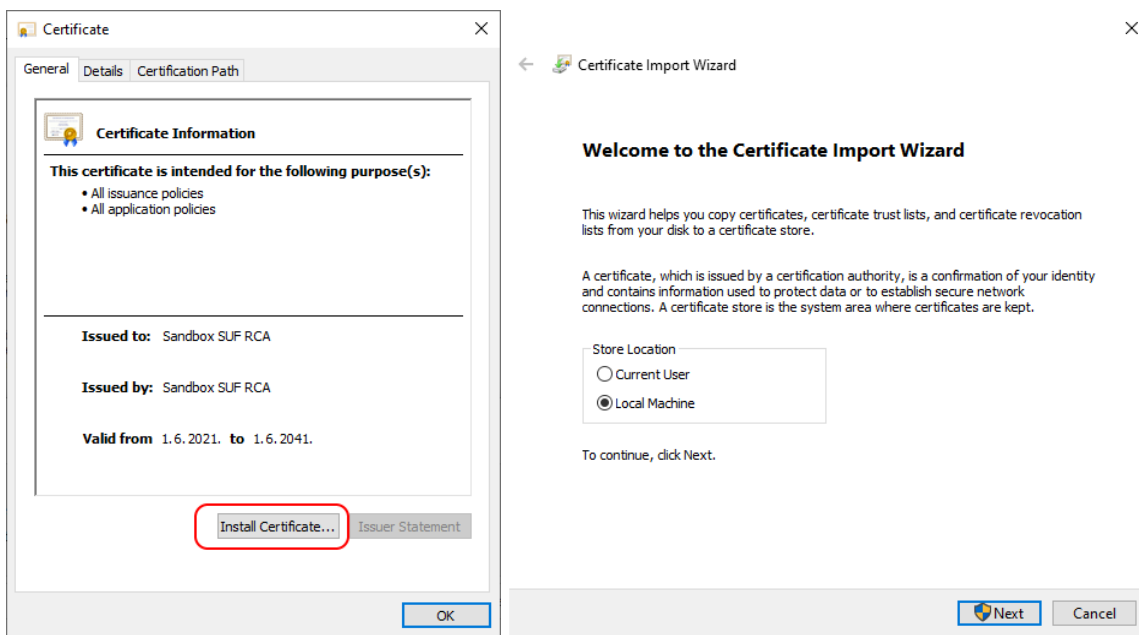 Certificate
General Details Certification Path
Certificate Information
This certificate is intended for the following purpose(s):
• All issuance policies
• All application policies
Issued to: Sandbox SUF RCA
Issued by: Sandbox SUF RCA
Valid from 1.6.2021. to 1.6.2041.
Install Certificate... Issuer Statement
OK
Certificate Import Wizard
Welcome to the Certificate Import Wizard
This wizard helps you copy certificates, certificate trust lists, and certificate revocation
lists from your disk to a certificate store.
A certificate, which is issued by a certification authority, is a confirmation of your identity
and contains information used to protect data or to establish secure network
connections. A certificate store is the system area where certificates are kept.
Store Location
Current User
Local Machine
To continue, click Next.
Next Cancel